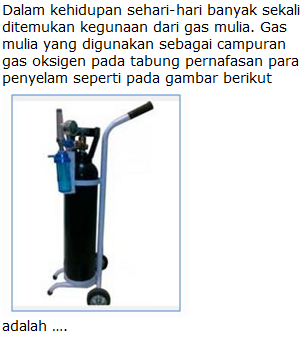 Dalam kehidupan sehari-hari banyak sekali
ditemukan kegunaan dari gas mulia. Gas
mulia yang digunakan sebagai campuran
gas oksigen pada tabung pernafasan para
penyelam seperti pada gambar berikut
adalah ....